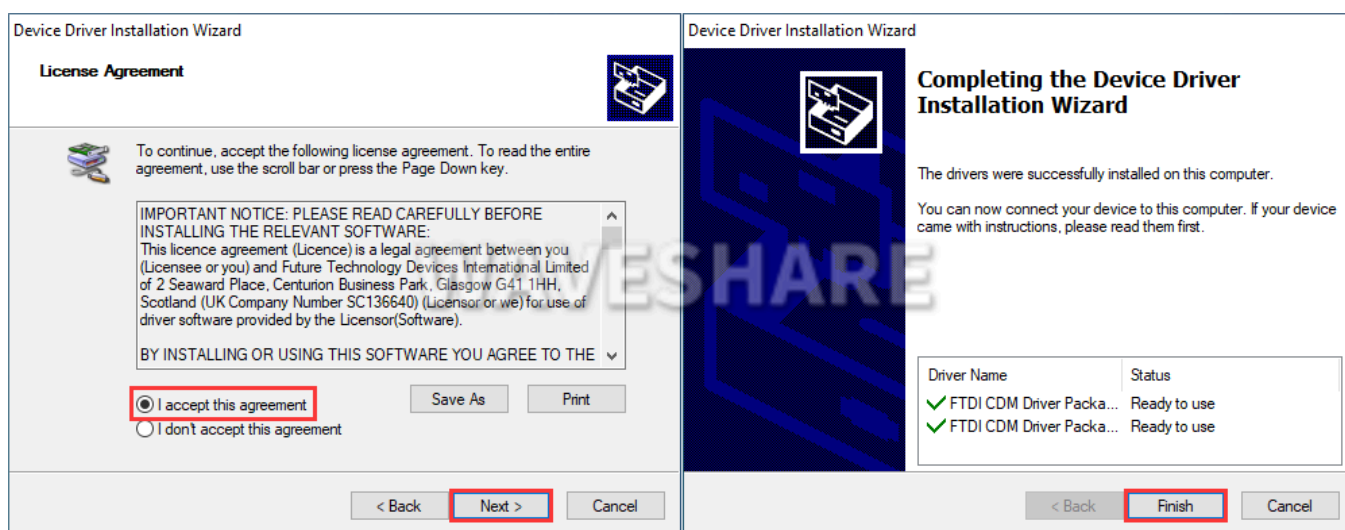 Device Driver Installation Wizard
License Agreement
To continue, accept the following license agreement. To read the entire
agreement, use the scroll bar or press the Page Down key.
IMPORTANT NOTICE: PLEASE READ CAREFULLY BEFORE
INSTALLING THE RELEVANT SOFTWARE:
This licence agreement (Licence) is a legal agreement between you
(Licensee or you) and Future Technology Devices International Limited
of 2 Seaward Place, Centurion Business Park, Glasgow G41 1HH,
Scotland (UK Company Number SC136640) (Licensor or we) for use of
driver software provided by the Licensor(Software).
BY INSTALLING OR USING THIS SOFTWARE YOU AGREE TO THE
I accept this agreement
Save As
Print
I don't accept this agreement
< Back
Next >
Cancel
Device Driver Installation Wizard
Completing the Device Driver
Installation Wizard
The drivers were successfully installed on this computer.
You can now connect your device to this computer. If your device
came with instructions, please read them first.
Driver Name Status
FTDI CDM Driver Packa... Ready to use
FTDI CDM Driver Packa... Ready to use
< Back
Finish
Cancel
WAVESHARE